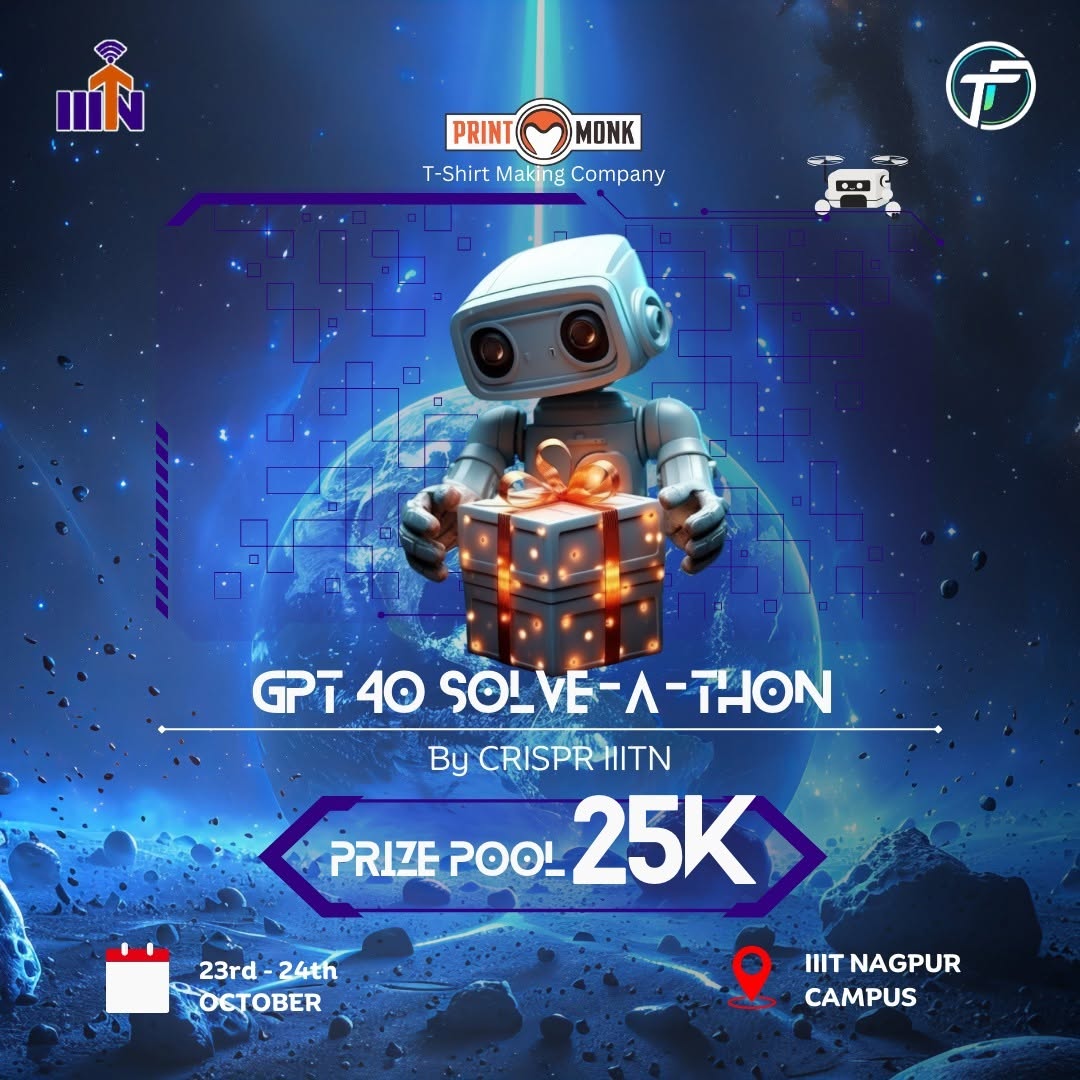 IIITN
TF
PRINT MONK
T-Shirt Making Company
GPT 4O SOLVE-A-THON
By CRISPR IIITN
PRIZE POOL 25K
23rd - 24th
OCTOBER
IIIT NAGPUR
CAMPUS